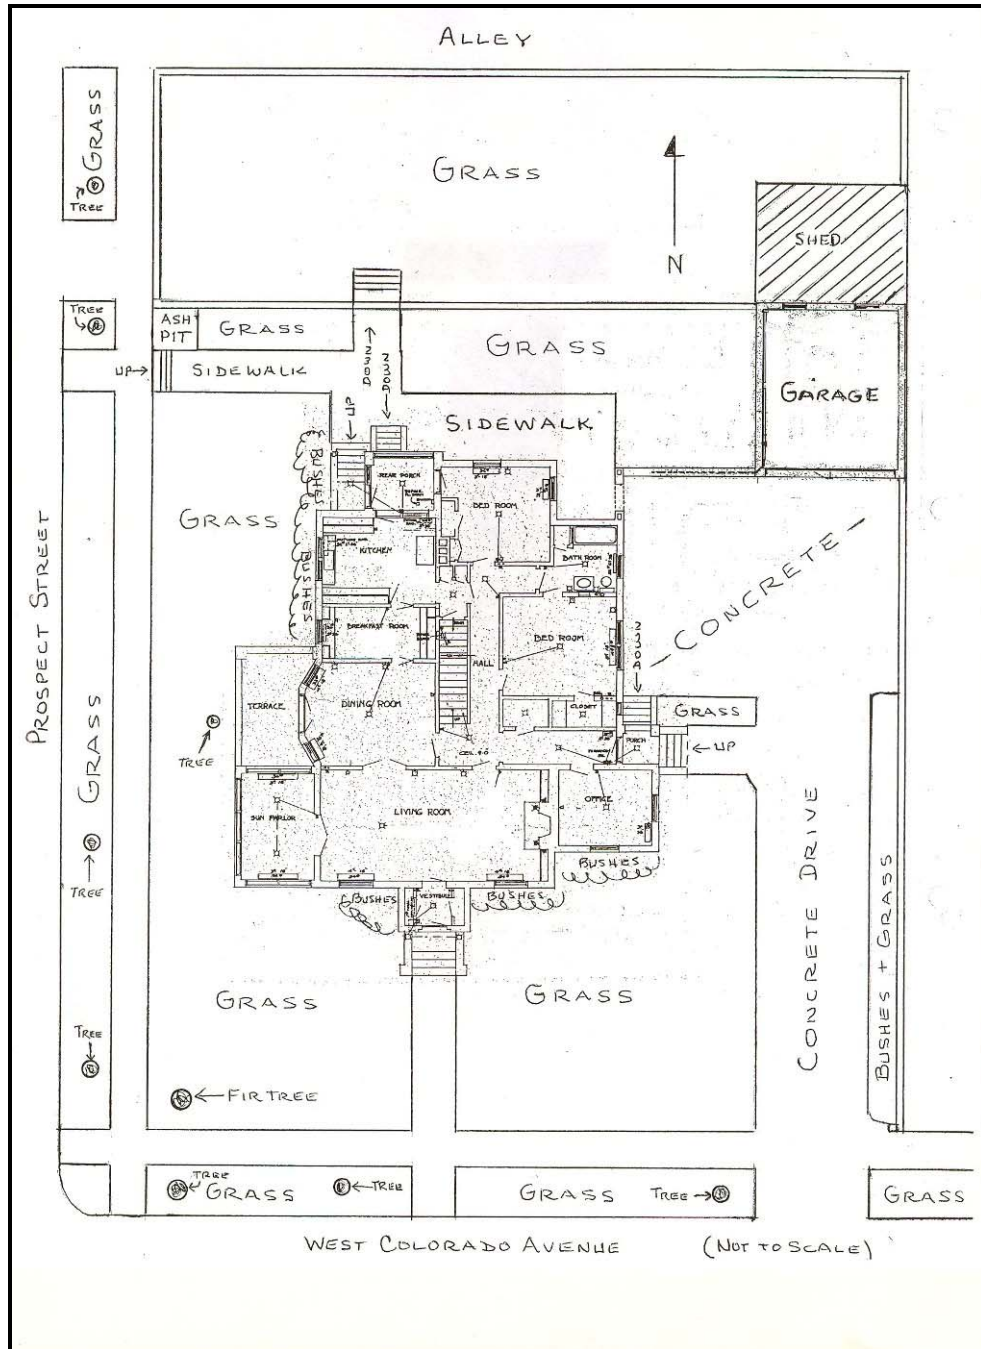 ALLEY
GRASS
TREE
GRASS
N
SHED
TREE
ASH
PIT
GRASS
GRASS
UP
SIDEWALK
2300
2300
UP
GARAGE
SIDEWALK
BUSHES
REAR PORCH
BED ROOM
GRASS
KITCHEN
BATH ROOM
CONCRETE
BUSHES
PROSPECT STREET
BREAKFAST ROOM
BED ROOM
2300A
HALL
TERRACE
DINING ROOM
CLOSET
GRASS
TREE
PORCH
UP
GRASS
OFFICE
LIVING ROOM
SUN PARLOR
TREE
BUSHES
BUSHES
BUSHES
VESTIBULE
CONCRETE DRIVE
BUSHES + GRASS
GRASS
GRASS
TREE
FIR TREE
TREE
GRASS
TREE
GRASS
TREE
GRASS
WEST COLORADO AVENUE
(NOT TO SCALE)